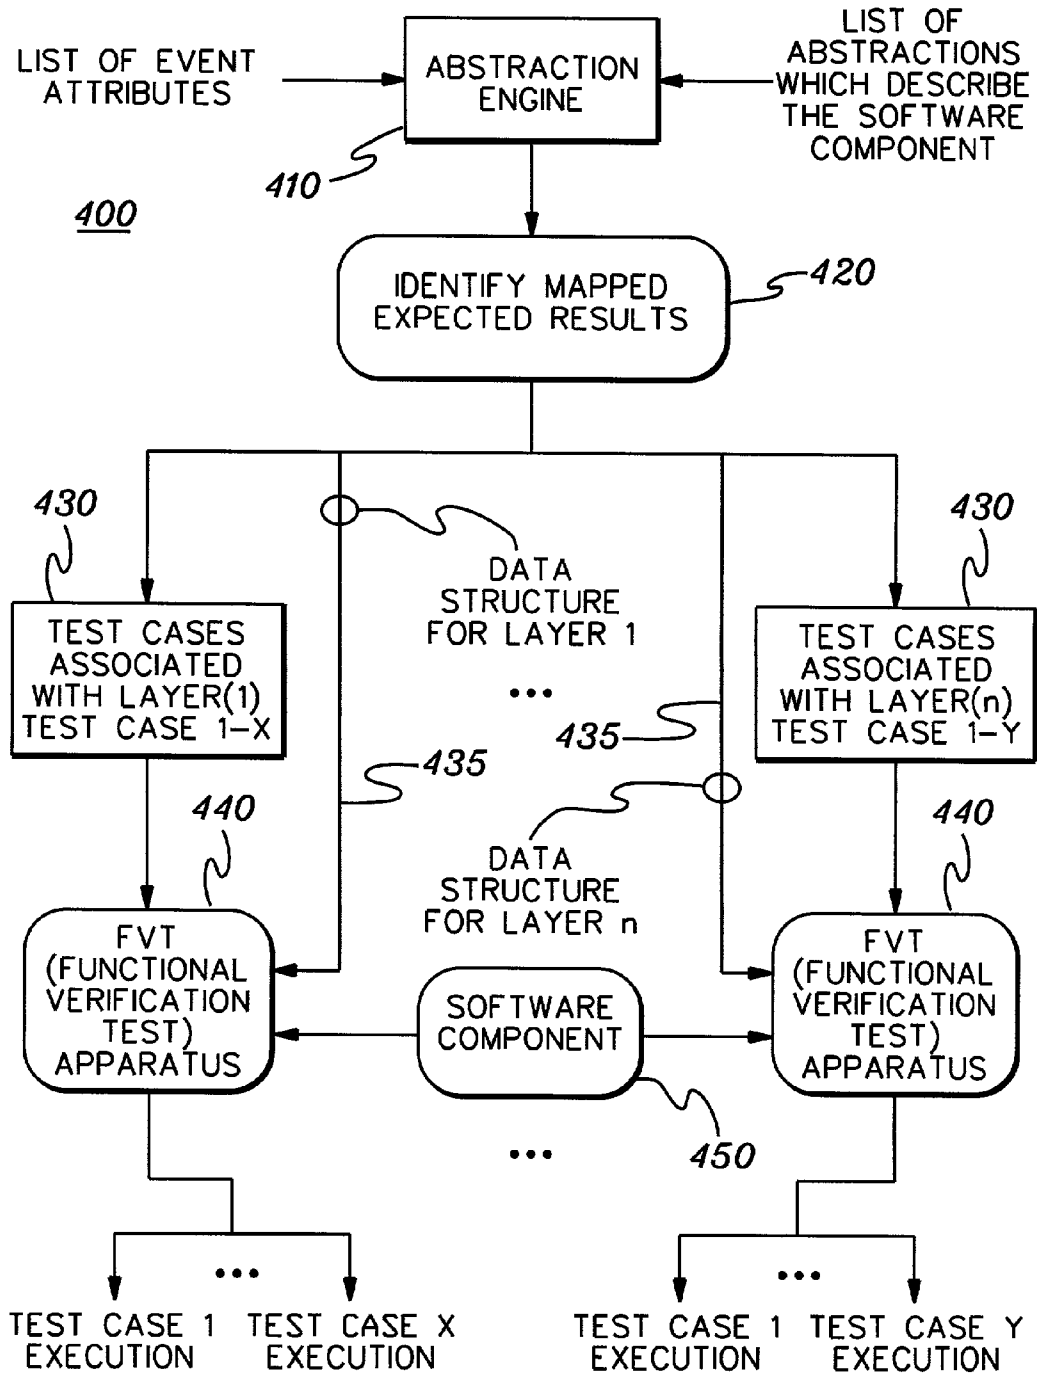 LIST OF EVENT
ATTRIBUTES
ABSTRACTION
ENGINE
LIST OF
ABSTRACTIONS
WHICH DESCRIBE
THE SOFTWARE
COMPONENT
410
400
IDENTIFY MAPPED
EXPECTED RESULTS
420
430
TEST CASES
ASSOCIATED
WITH LAYER(1)
TEST CASE 1-X
DATA
STRUCTURE
FOR LAYER 1
...
430
TEST CASES
ASSOCIATED
WITH LAYER(n)
TEST CASE 1-Y
435
435
440
DATA
STRUCTURE
FOR LAYER n
440
FVT
(FUNCTIONAL
VERIFICATION
TEST)
APPARATUS
SOFTWARE
COMPONENT
FVT
(FUNCTIONAL
VERIFICATION
TEST)
APPARATUS
450
...
...
...
TEST CASE 1
EXECUTION
TEST CASE X
EXECUTION
TEST CASE 1
EXECUTION
TEST CASE Y
EXECUTION